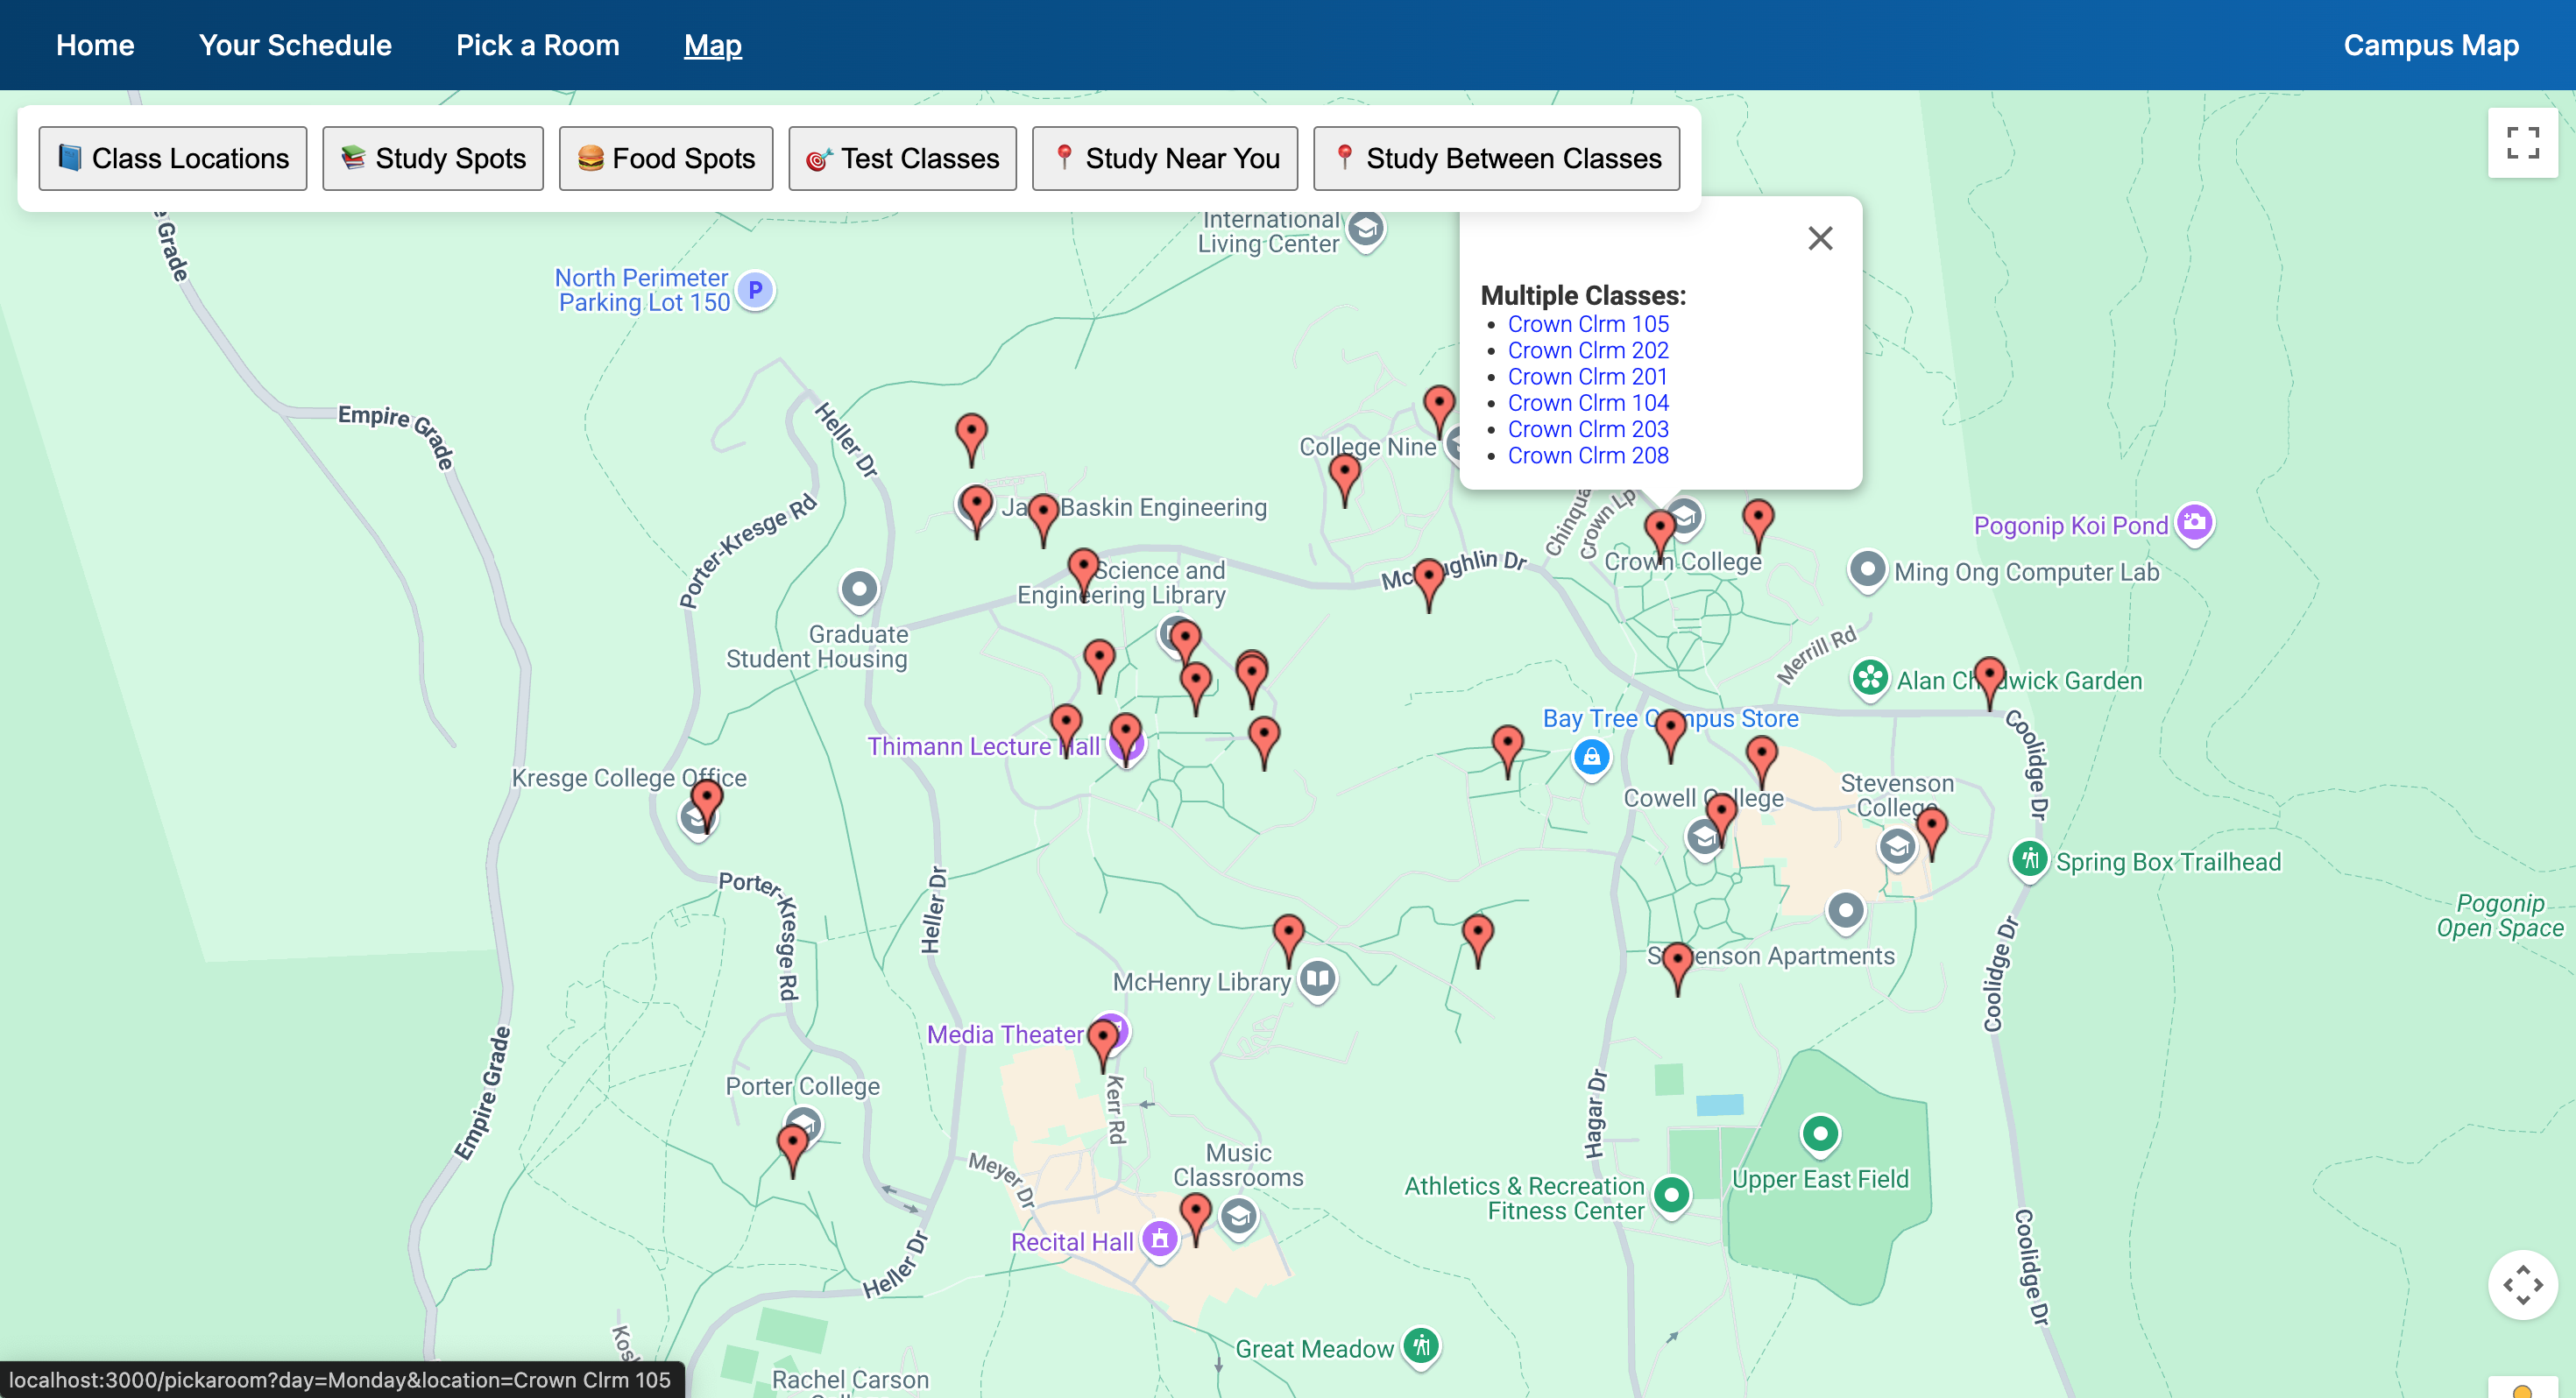 Home
Your Schedule
Pick a Room
Map
Campus Map
Class Locations
Study Spots
Food Spots
Test Classes
Study Near You
Study Between Classes
Grade
International
Living Center
North Perimeter
Parking Lot 150
P
Multiple Classes:
Crown Clrm 105
Crown Clrm 202
Crown Clrm 201
Crown Clrm 104
Crown Clrm 203
Crown Clrm 208
Empire Grade
Heller Dr
College Nine
Baskin Engineering
Porter-Kresge Rd
Crown Lp
Crown College
Pogonip Koi Pond
Ming Ong Computer Lab
Science and
Engineering Library
Graduate
Student Housing
Merrill Rd
Alan Chadwick Garden
Coolidge Dr
Bay Tree Campus Store
Thimann Lecture Hall
Kresge College Office
Cowell College
Stevenson
College
Spring Box Trailhead
Porter-Kresge Rd
Heller Dr
Pogonip
Open Space
Stevenson Apartments
McHenry Library
Coolidge Dr
Media Theater
Empire Grade
Porter College
Kerr Rd
Hagar Dr
Meyer Dr
Music
Classrooms
Athletics & Recreation
Fitness Center
Upper East Field
Recital Hall
Heller Dr
Coolidge Dr
Great Meadow
Rachel Carson
localhost:3000/pickaroom?day=Monday&location=Crown Clrm 105